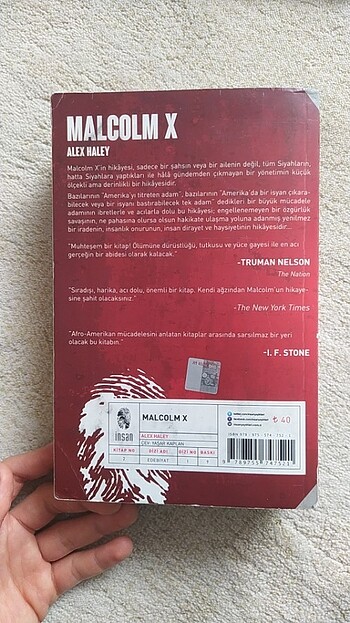 MALCOLM X
ALEX HALEY
Malcolm X'in hikâyesi, sadece bir şahsın veya bir ailenin değil, tüm Siyahların,
hatta Siyahlara yaptıkları ile hâlâ gündemden çıkmayan bir yönetimin küçük
ölçekli ama derinlikli bir hikâyesidir.
Bazılarının "Amerika'yı titreten adam", bazılarının "Amerika'da bir isyan çıkara-
bilecek veya bir isyanı bastırabilecek tek adam" dedikleri bir büyük mücadele
adamının ibretlerle ve acılarla dolu bu hikâyesi; engellenemeyen bir özgürlük
savaşının, ne pahasına olursa olsun hakikate ulaşma yoluna adanmış yenilmez
bir iradenin, insanlık onurunun, insan dirayet ve haysiyetinin hikâyesidir...
"Muhteşem bir kitap! Ölümüne dürüstlüğü, tutkusu ve yüce gayesi ile en acı
gerçeğin bir abidesi olarak kalacak."
-TRUMAN NELSON
The Nation
"Sıradışı, harika, acı dolu, önemli bir kitap. Kendi ağzından Malcolm'un hikaye-
sine şahit olacaksınız."
-The New York Times
"Afro-Amerikan mücadelesini anlatan kitaplar arasında sarsılmaz bir yeri
olacak bu kitabın."
-I. F. STONE
insan
MALCOLM X
ALEX HALEY
ÇEV: YAŞAR KAPLAN
KİTAP NO DİZİ ADI DİZİ NO BASKI
EDEBİYAT
₺ 40
9 789755 747521